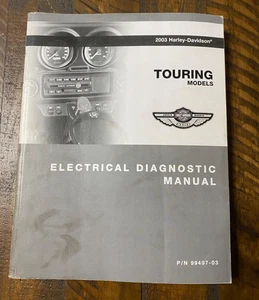 2003 Harley-Davidson®
TOURING
MODELS
ELECTRICAL DIAGNOSTIC
MANUAL
P/N 99497-03